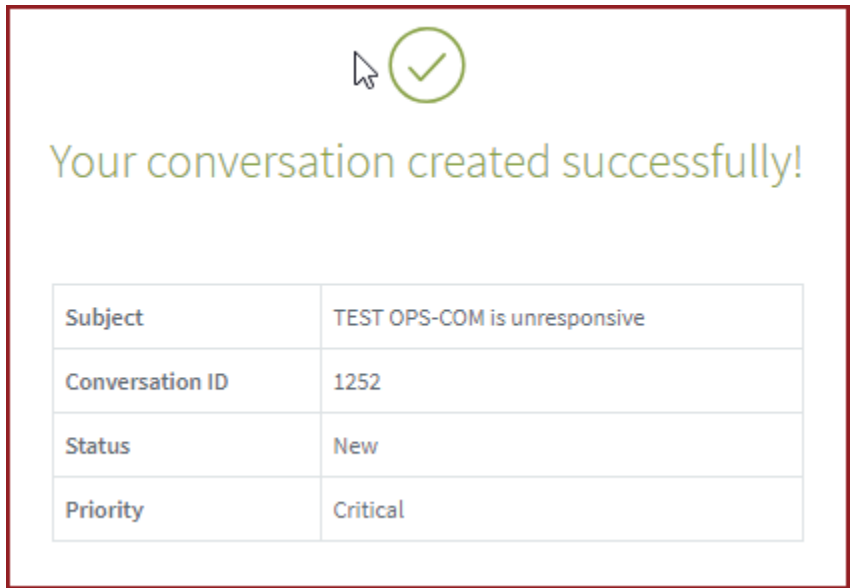 Your conversation created successfully!
Subject TEST OPS-COM is unresponsive
Conversation ID 1252
Status New
Priority Critical